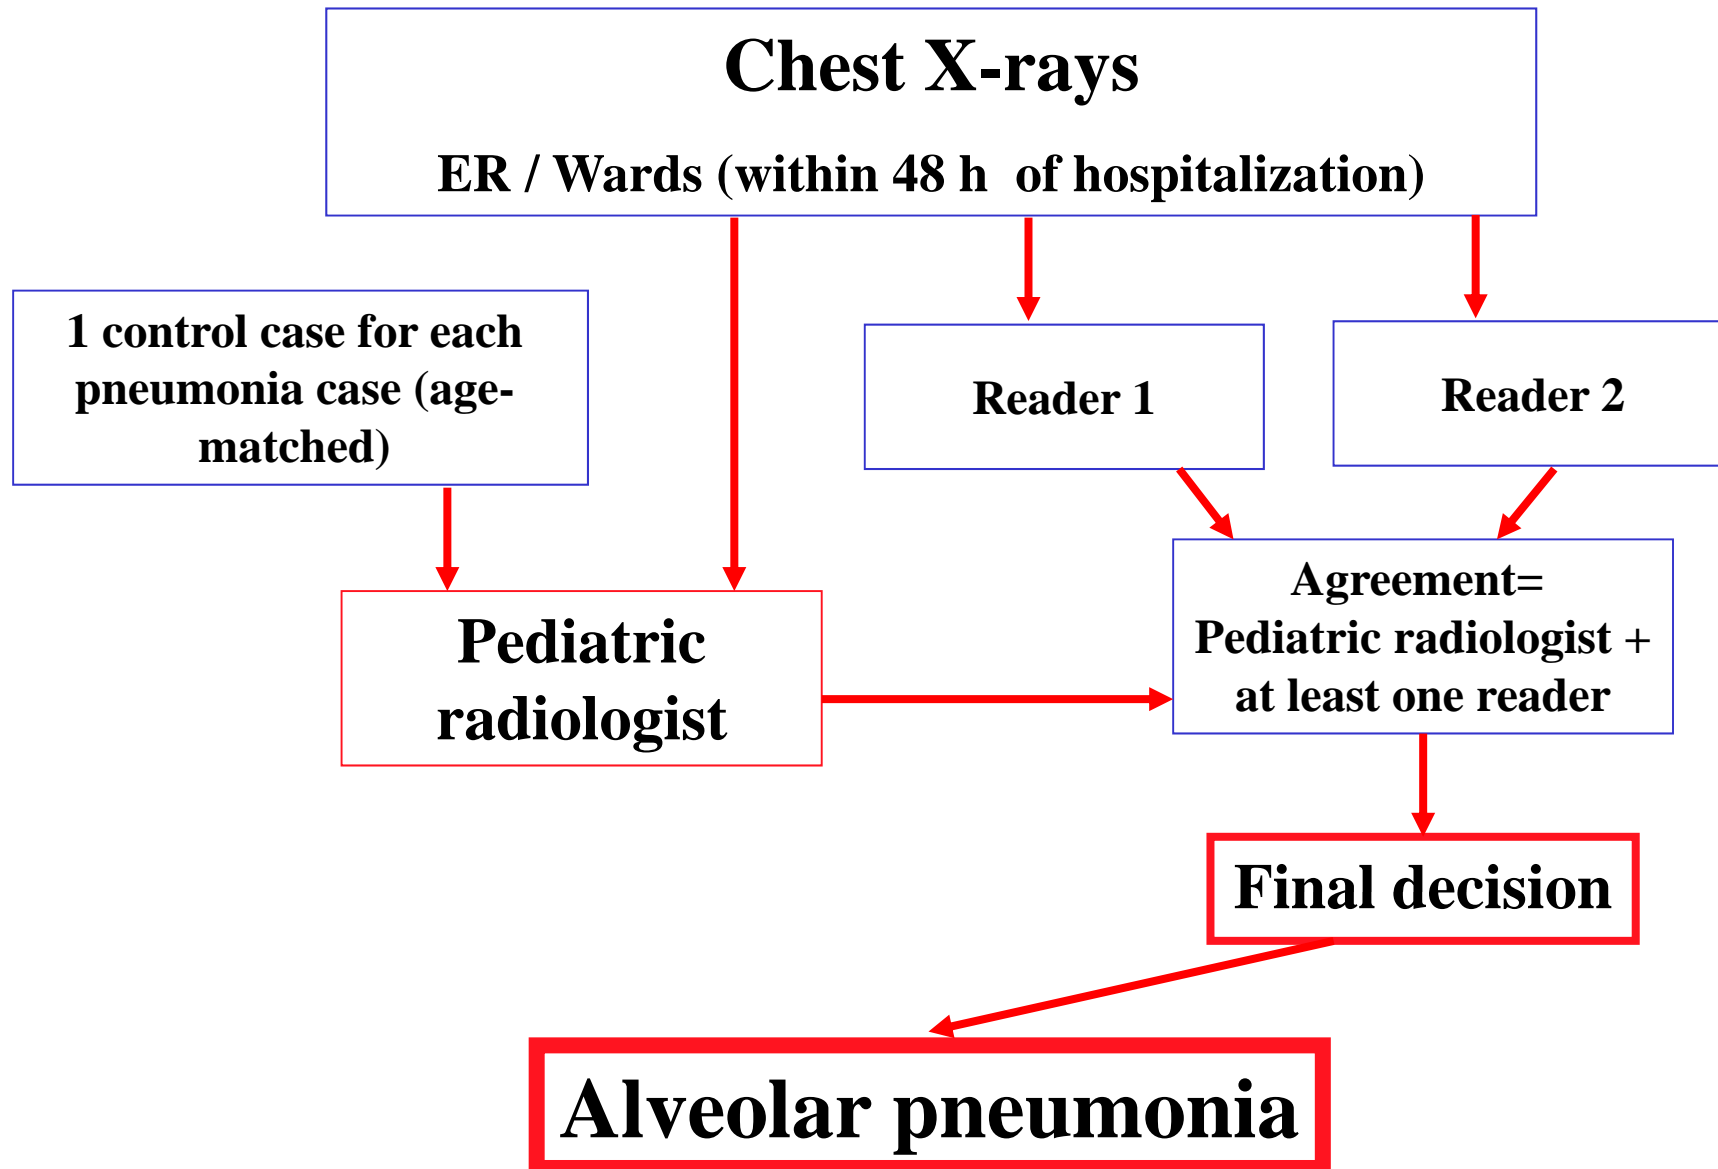 Chest X-rays
ER / Wards (within 48 h  of hospitalization)
1 control case for each
pneumonia case (age-
matched)
Reader 1
Reader 2
Agreement=
Pediatric radiologist +
at least one reader
Pediatric
radiologist
Final decision
Alveolar pneumonia